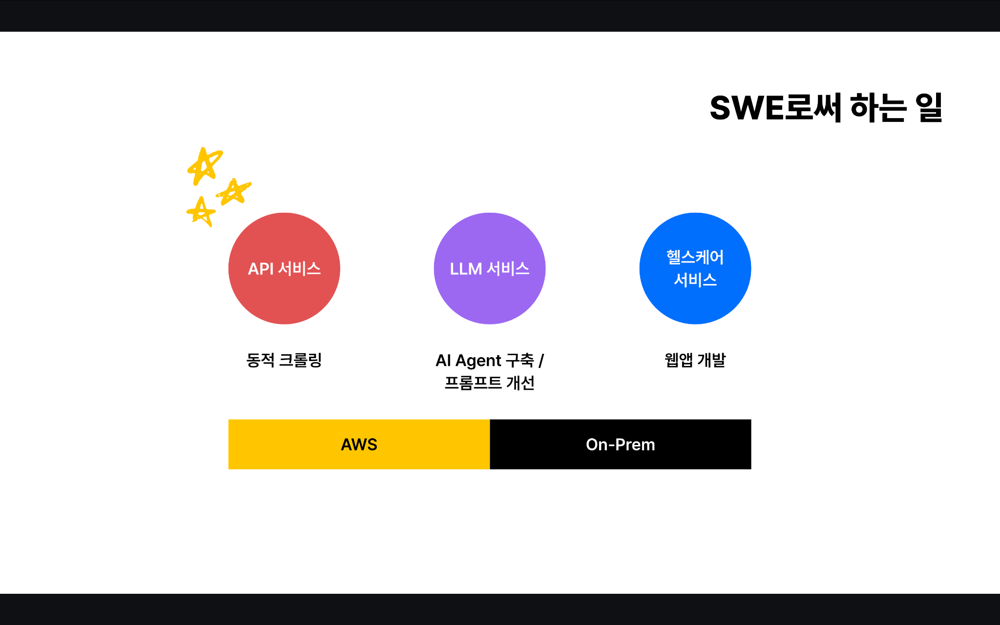 SWE로써 하는 일
API 서비스
LLM 서비스
헬스케어
서비스
동적 크롤링
AI Agent 구축 /
프롬프트 개선
웹앱 개발
AWS
On-Prem